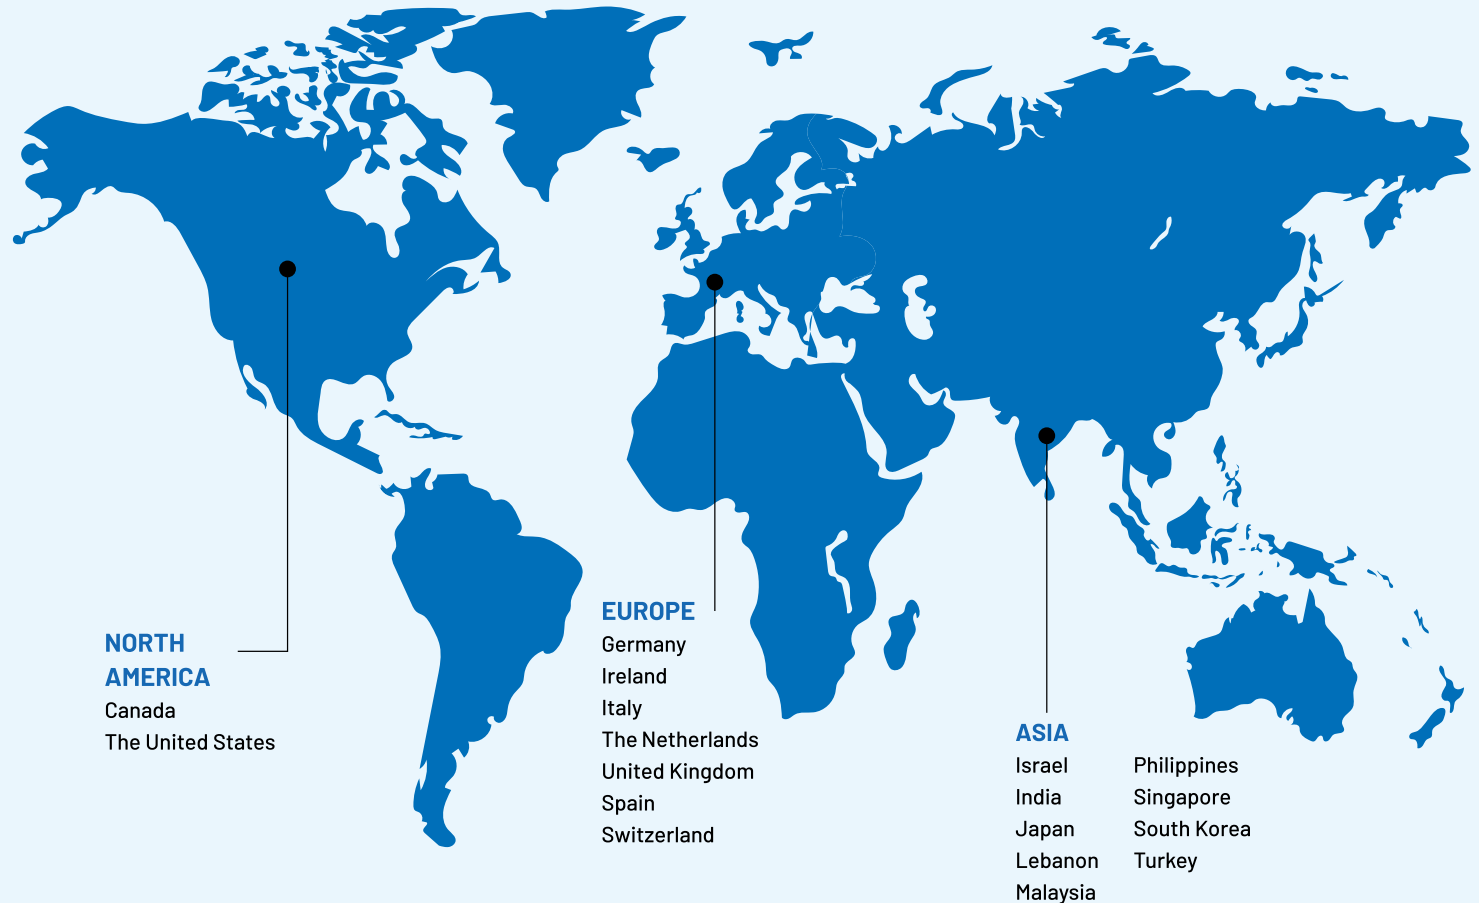 NORTH
AMERICA
Canada
The United States
EUROPE
Germany
Ireland
Italy
The Netherlands
United Kingdom
Spain
Switzerland
ASIA
Israel
India
Japan
Lebanon
Malaysia
Philippines
Singapore
South Korea
Turkey